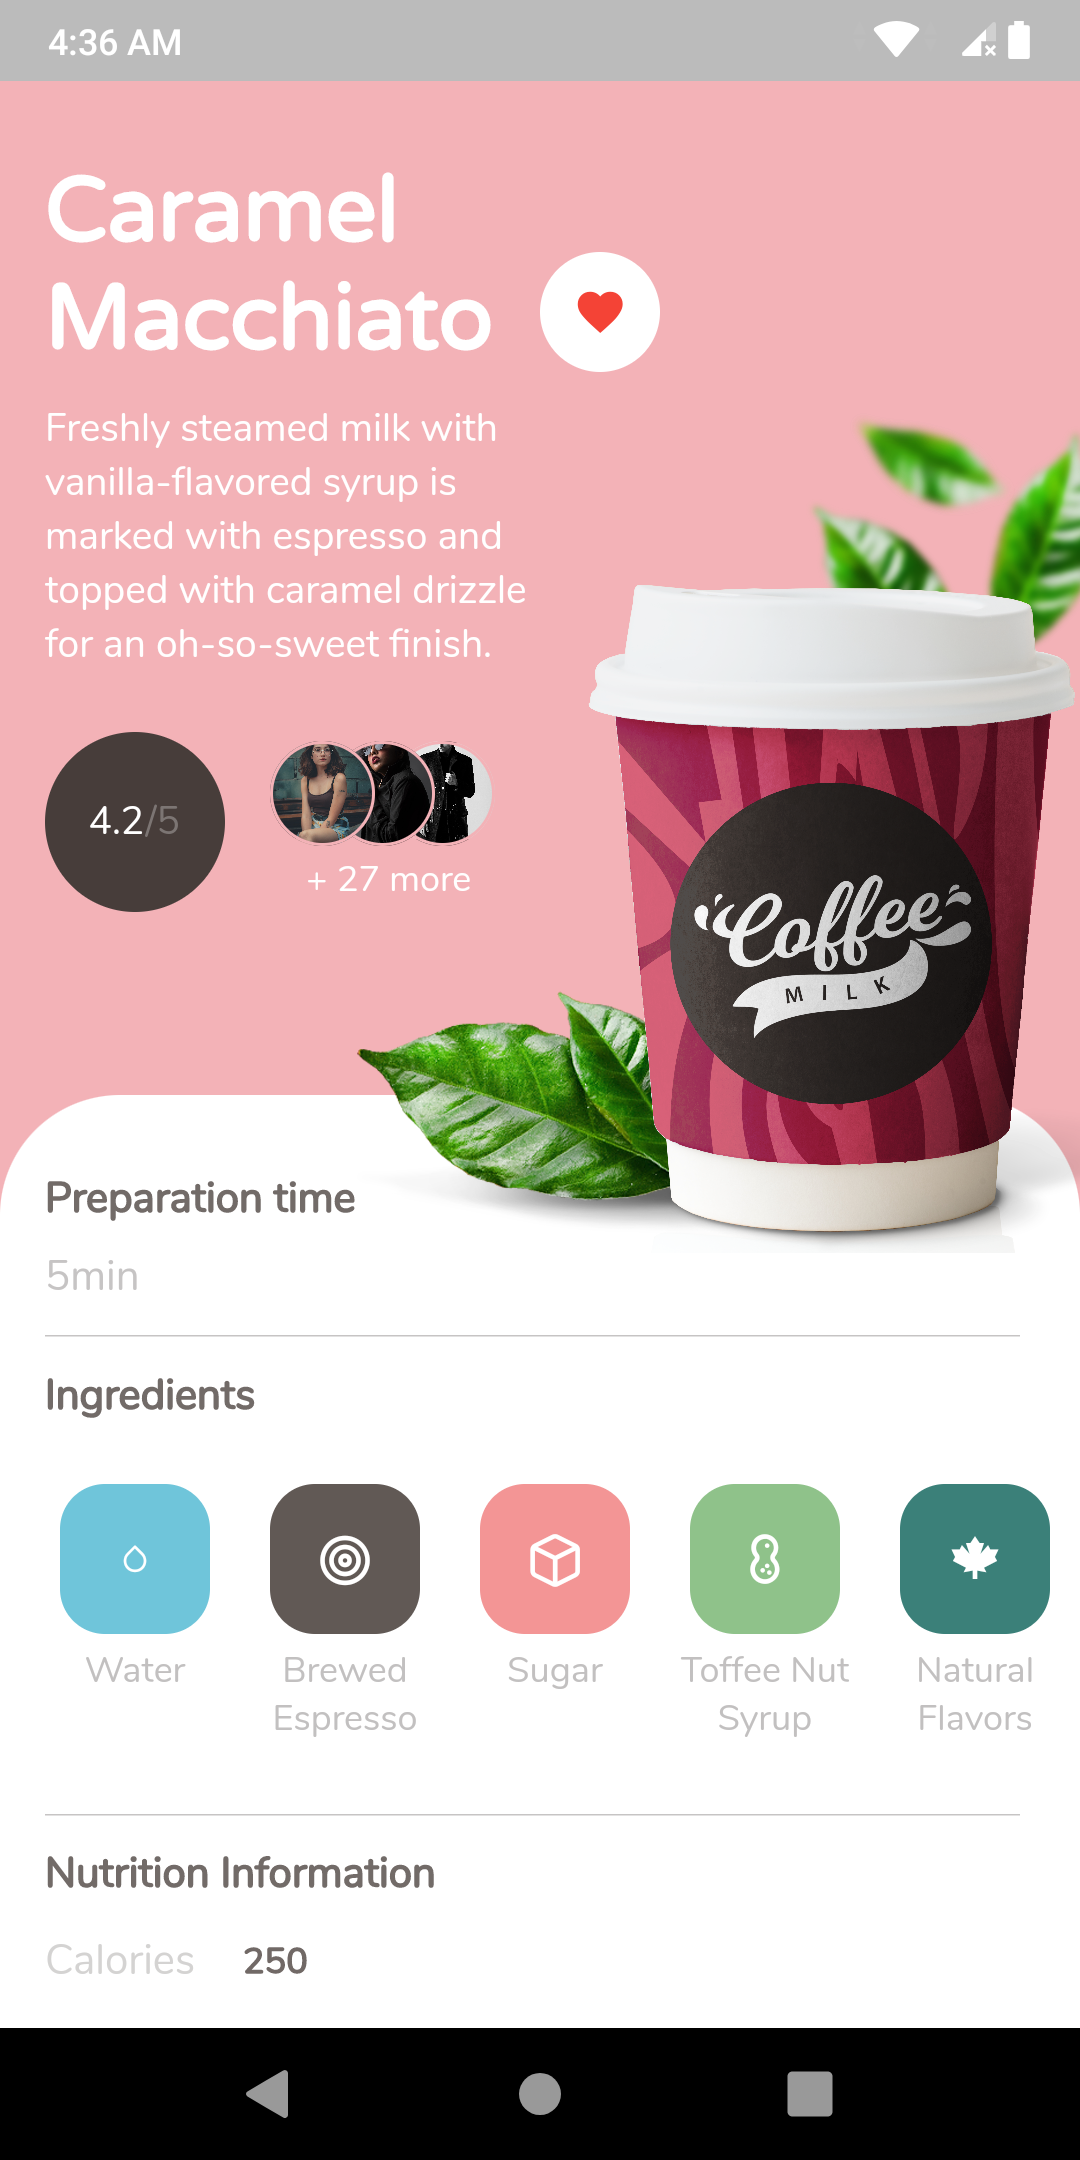 4:36 AM
Caramel
Macchiato
Freshly steamed milk with
vanilla-flavored syrup is
marked with espresso and
topped with caramel drizzle
for an oh-so-sweet finish.
4.2/5
+ 27 more
Coffee
MILK
Preparation time
5min
Ingredients
Water
Brewed
Espresso
Sugar
Toffee Nut
Syrup
Natural
Flavors
Nutrition Information
Calories 250